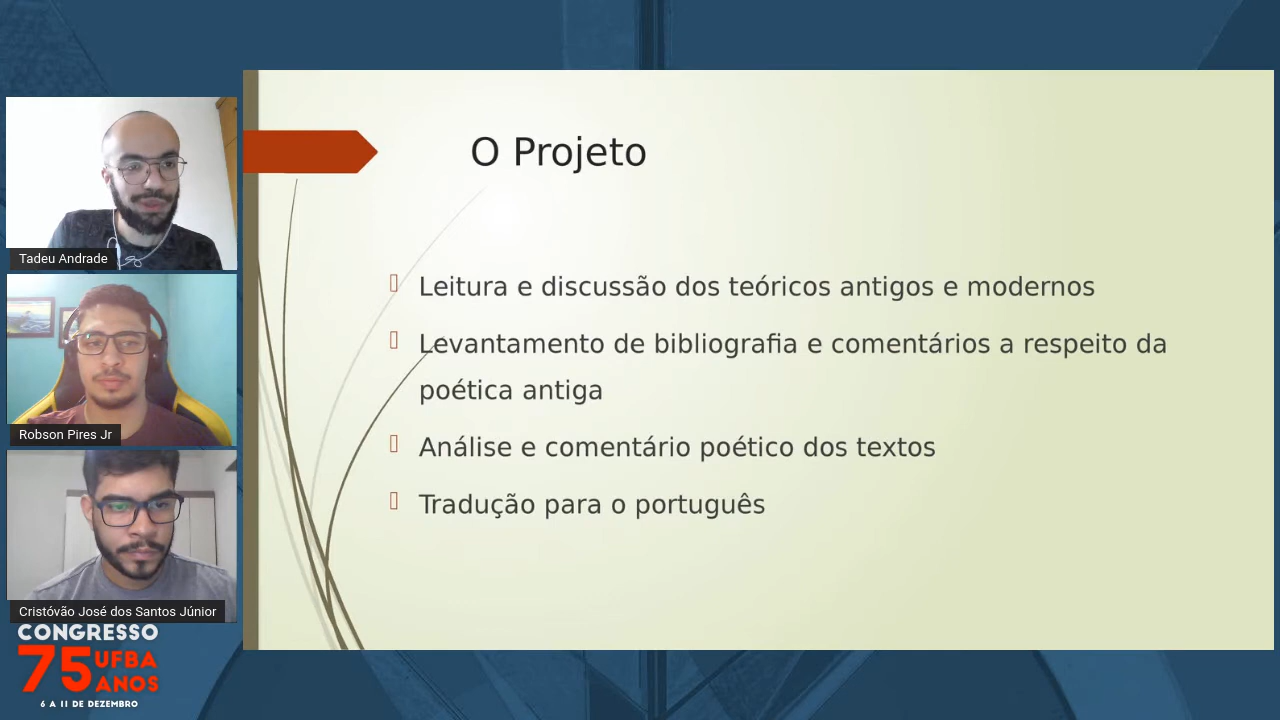 O Projeto
Leitura e discussão dos teóricos antigos e modernos
Levantamento de bibliografia e comentários a respeito da
poética antiga
Análise e comentário poético dos textos
Tradução para o português
Tadeu Andrade
Robson Pires Jr
Cristóvão José dos Santos Júnior
CONGRESSO
75 UFBA
ANOS
6 A 11 DE DEZEMBRO